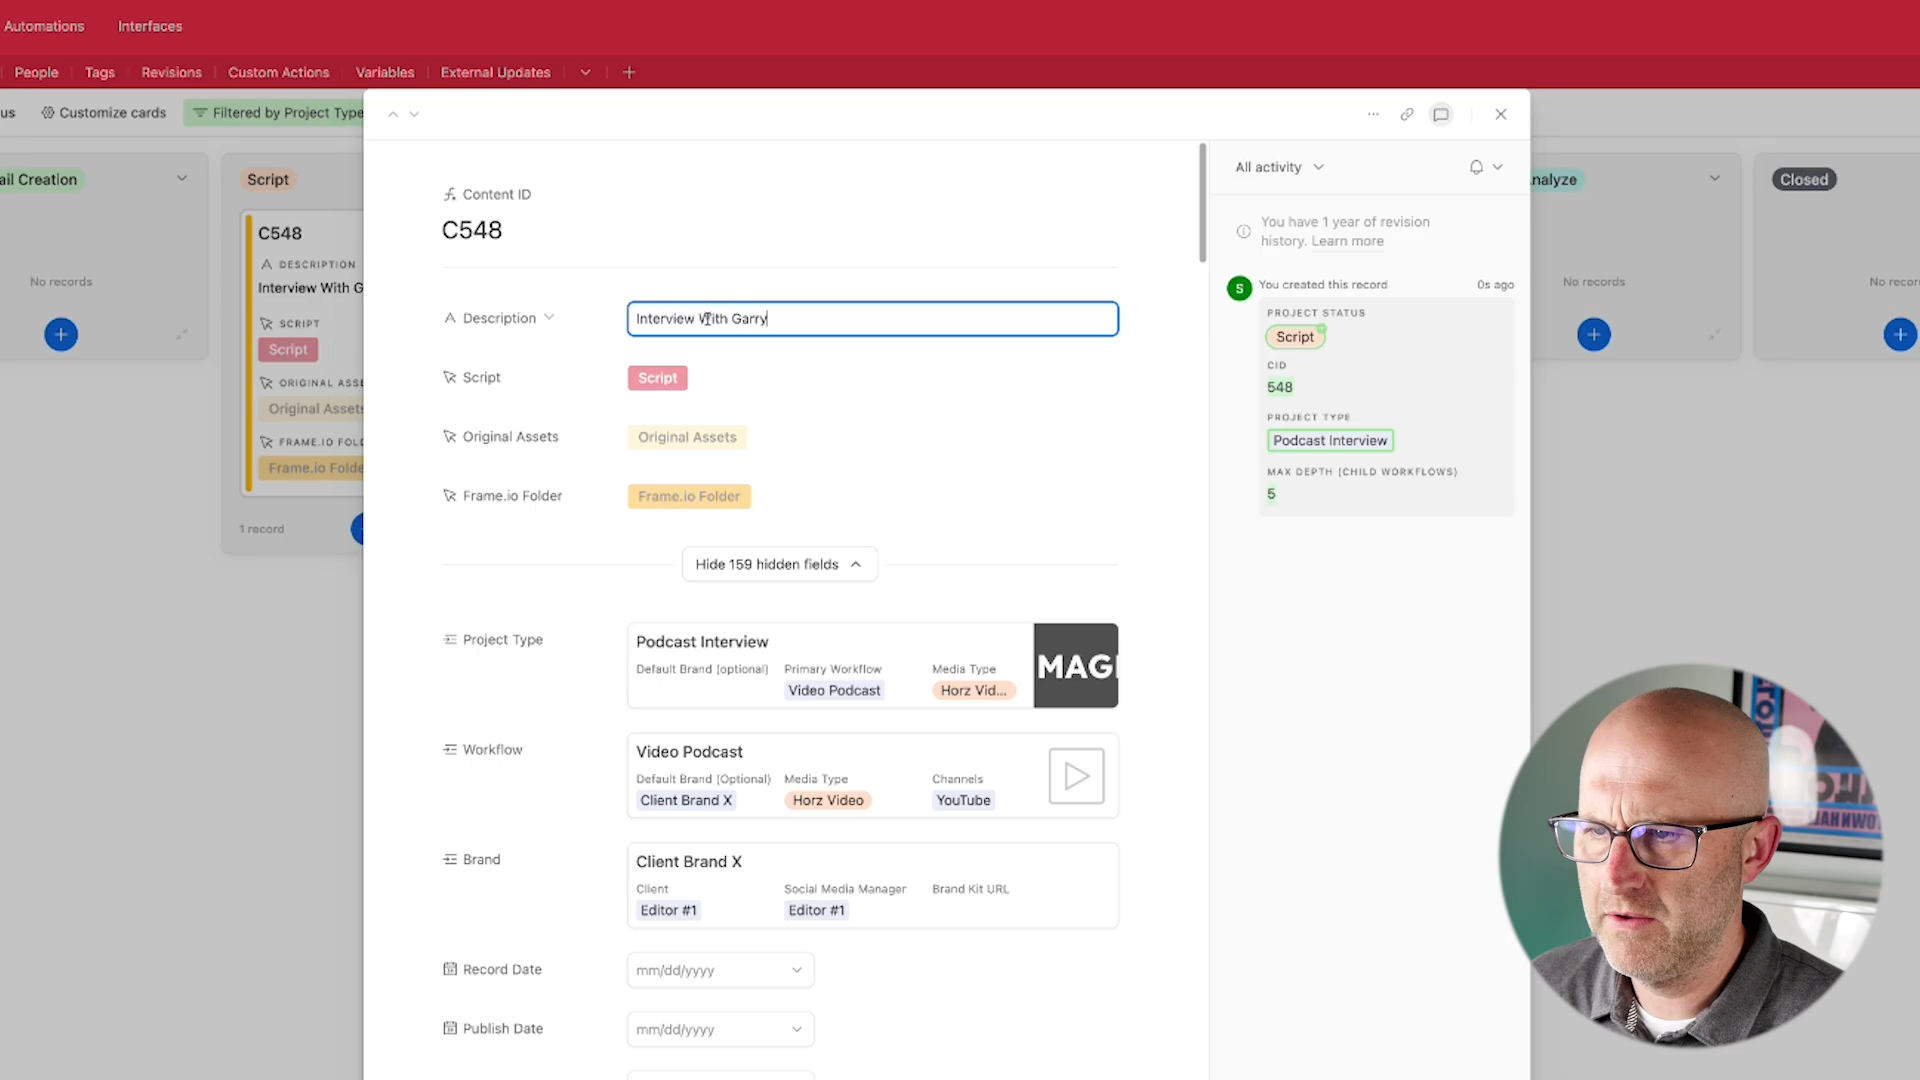 Automations Interfaces
People Tags Revisions Custom Actions Variables External Updates
us Customize cards Filtered by Project Type
ail Creation
No records
Script
C548
DESCRIPTION
Interview With G
SCRIPT
Script
ORIGINAL ASSE
Original Assets
FRAME.IO FOLD
Frame.io Folde
1 record
Content ID
C548
Description Interview With Garry
Script Script
Original Assets Original Assets
Frame.io Folder Frame.io Folder
Hide 159 hidden fields
Project Type Podcast Interview
Default Brand (optional) Primary Workflow Media Type
Video Podcast Horz Vid...
MAGI
Workflow Video Podcast
Default Brand (Optional) Media Type Channels
Client Brand X Horz Video YouTube
Brand Client Brand X
Client Social Media Manager Brand Kit URL
Editor #1 Editor #1
Record Date mm/dd/yyyy
Publish Date mm/dd/yyyy
All activity
You have 1 year of revision
history. Learn more
S You created this record 0s ago
PROJECT STATUS
Script
CID
548
PROJECT TYPE
Podcast Interview
MAX DEPTH (CHILD WORKFLOWS)
5
nalyze
No records
Closed
No reco